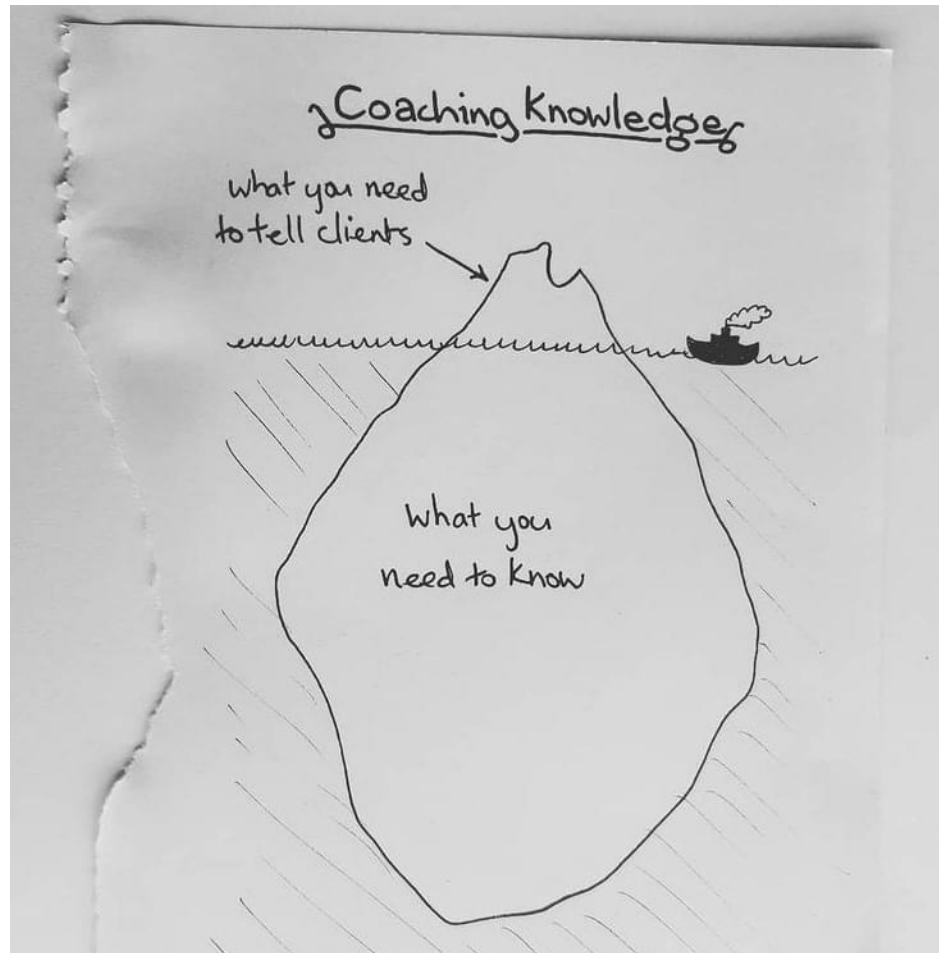 Coaching Knowledge
What you need
to tell clients
What you
need to know